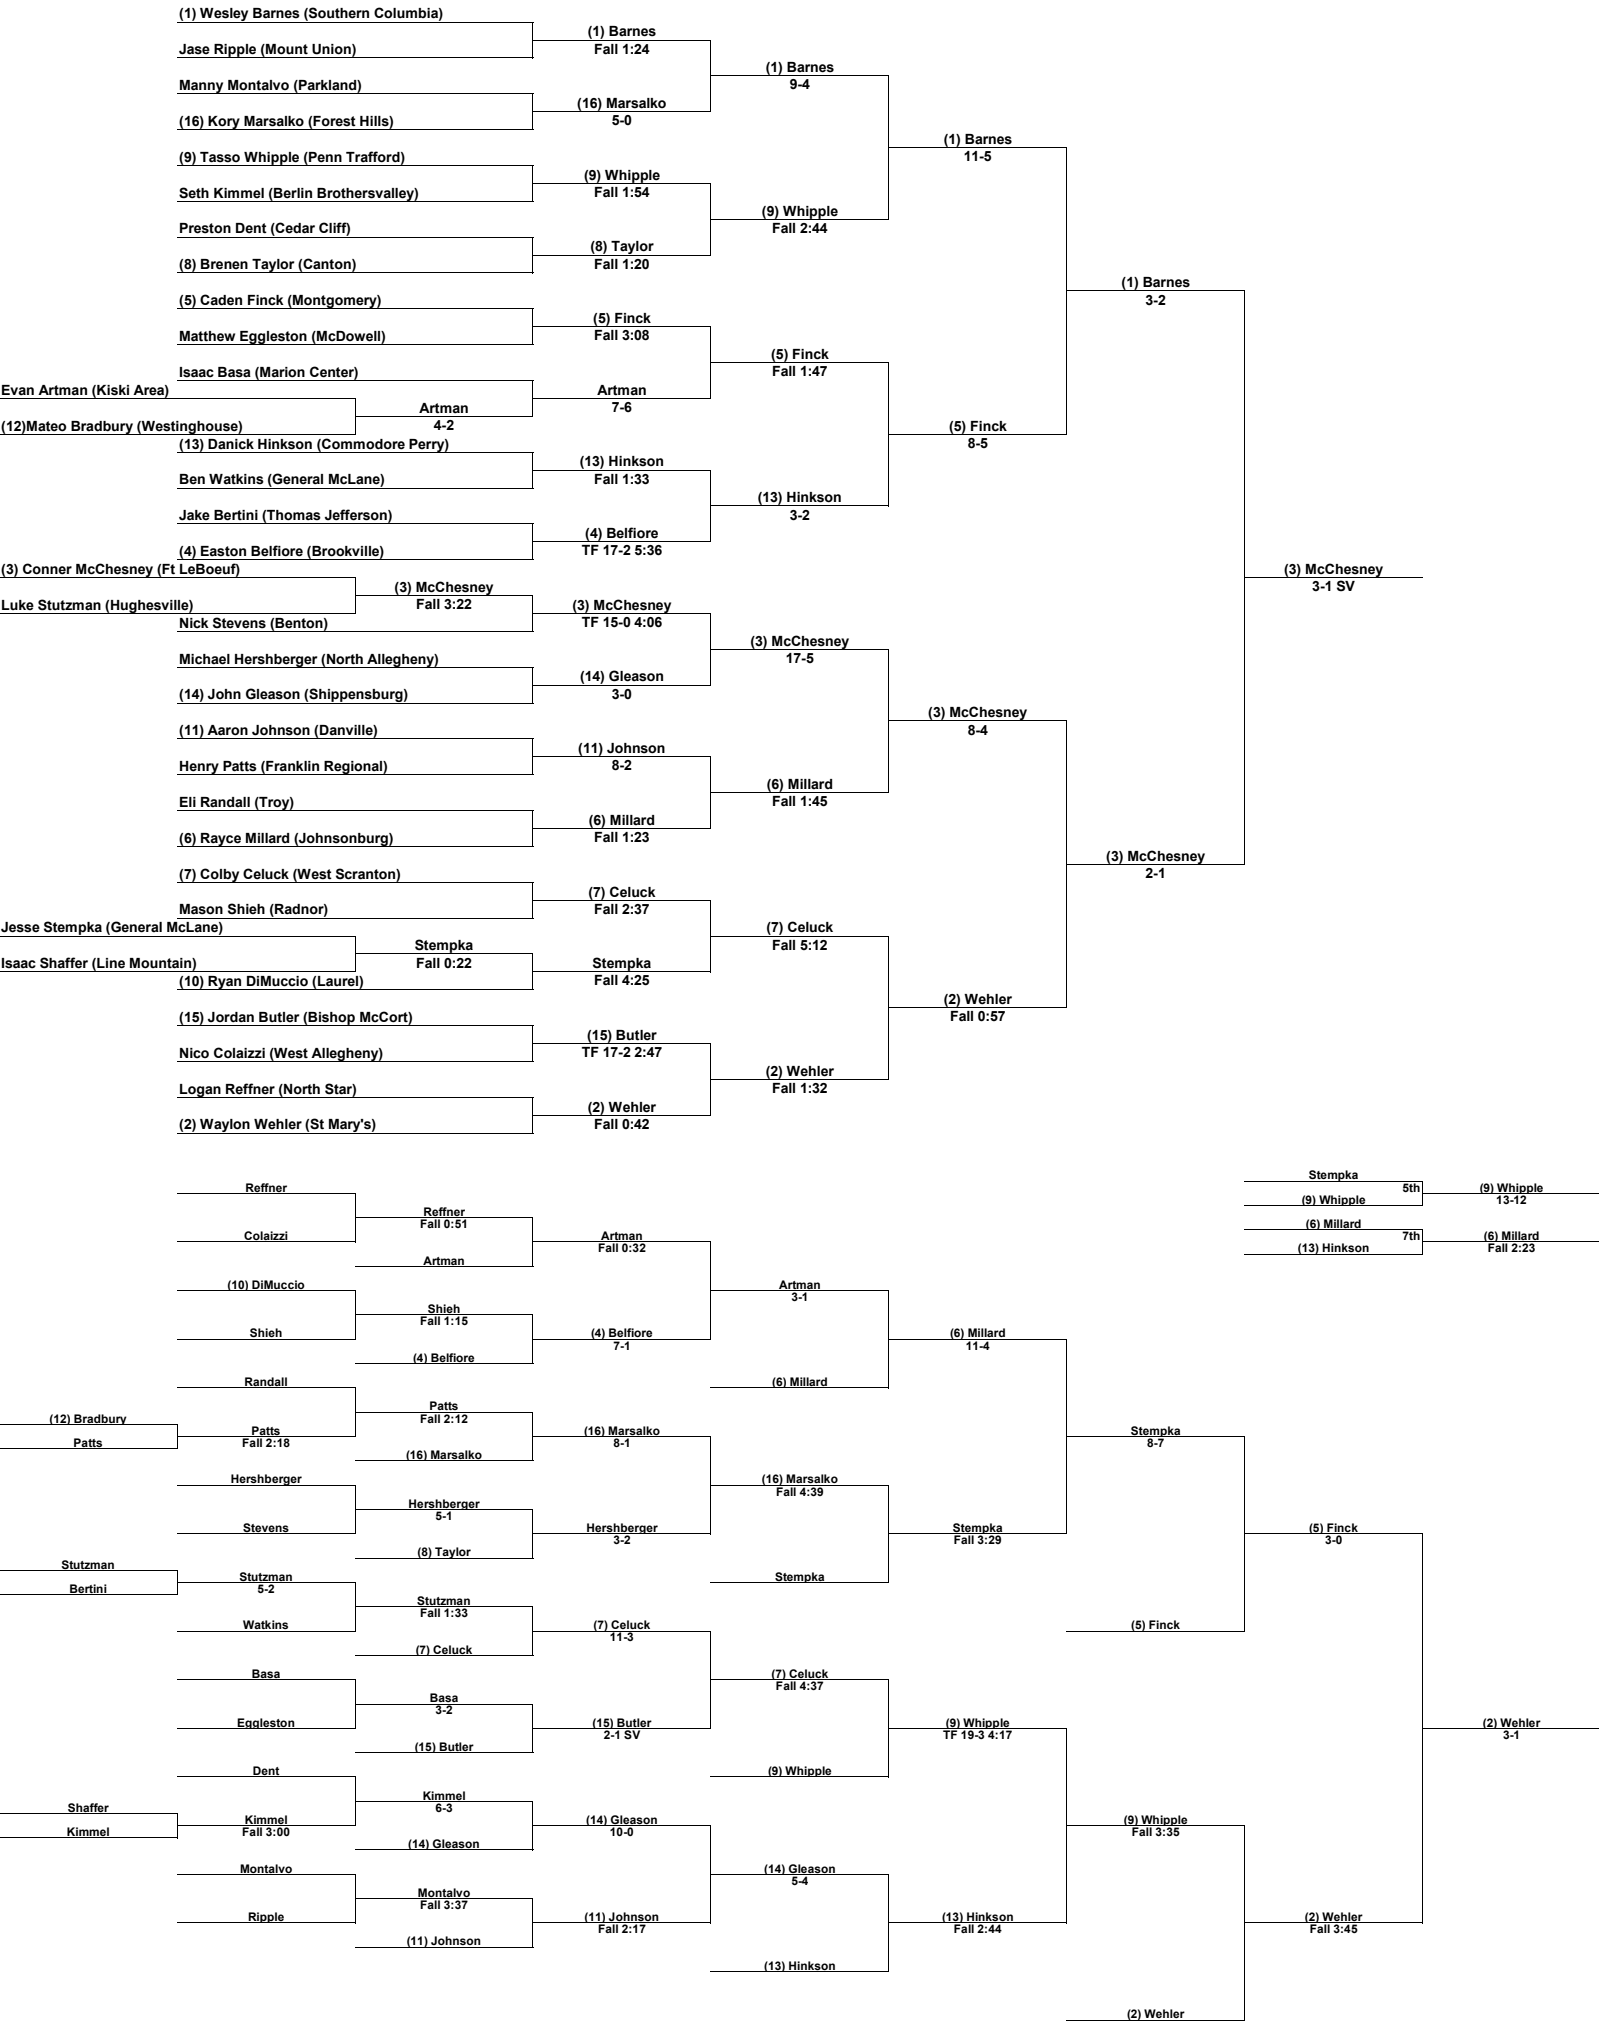 (1) Wesley Barnes (Southern Columbia)
(1) Barnes
Jase Ripple (Mount Union)
Fall 1:24
(1) Barnes
9-4
Manny Montalvo (Parkland)
(16) Marsalko
(16) Kory Marsalko (Forest Hills)
5-0
(1) Barnes
11-5
(9) Tasso Whipple (Penn Trafford)
(9) Whipple
Seth Kimmel (Berlin Brothersvalley)
Fall 1:54
(9) Whipple
Fall 2:44
Preston Dent (Cedar Cliff)
(8) Taylor
(8) Brenen Taylor (Canton)
Fall 1:20
(1) Barnes
3-2
(5) Caden Finck (Montgomery)
(5) Finck
Matthew Eggleston (McDowell)
Fall 3:08
(5) Finck
Fall 1:47
Isaac Basa (Marion Center)
Evan Artman (Kiski Area)
Artman
7-6
Artman
4-2
(12)Mateo Bradbury (Westinghouse)
(5) Finck
8-5
(13) Danick Hinkson (Commodore Perry)
(13) Hinkson
Ben Watkins (General McLane)
Fall 1:33
(13) Hinkson
3-2
Jake Bertini (Thomas Jefferson)
(4) Belfiore
(4) Easton Belfiore (Brookville)
TF 17-2 5:36
(3) Conner McChesney (Ft LeBoeuf)
(3) McChesney
3-1 SV
(3) McChesney
Fall 3:22
Luke Stutzman (Hughesville)
(3) McChesney
TF 15-0 4:06
Nick Stevens (Benton)
(3) McChesney
17-5
Michael Hershberger (North Allegheny)
(14) Gleason
(14) John Gleason (Shippensburg)
3-0
(3) McChesney
8-4
(11) Aaron Johnson (Danville)
(11) Johnson
Henry Patts (Franklin Regional)
8-2
(6) Millard
Fall 1:45
Eli Randall (Troy)
(6) Millard
(6) Rayce Millard (Johnsonburg)
Fall 1:23
(3) McChesney
2-1
(7) Colby Celuck (West Scranton)
(7) Celuck
Mason Shieh (Radnor)
Fall 2:37
Jesse Stempka (General McLane)
(7) Celuck
Fall 5:12
Stempka
Fall 0:22
Isaac Shaffer (Line Mountain)
Stempka
Fall 4:25
(10) Ryan DiMuccio (Laurel)
(2) Wehler
Fall 0:57
(15) Jordan Butler (Bishop McCort)
(15) Butler
Nico Colaizzi (West Allegheny)
TF 17-2 2:47
(2) Wehler
Fall 1:32
Logan Reffner (North Star)
(2) Wehler
(2) Waylon Wehler (St Mary's)
Fall 0:42
Stempka
5th
(9) Whipple
(9) Whipple
13-12
(6) Millard
7th
(13) Hinkson
(6) Millard
Fall 2:23
Reffner
Reffner
Fall 0:51
Colaizzi
Artman
Fall 0:32
Artman
(10) DiMuccio
Artman
3-1
Shieh
Fall 1:15
Shieh
(4) Belfiore
7-1
(6) Millard
11-4
(4) Belfiore
Randall
(6) Millard
Patts
Fall 2:12
(12) Bradbury
Patts
Patts
Fall 2:18
(16) Marsalko
8-1
Stempka
8-7
(16) Marsalko
Hershberger
(16) Marsalko
Fall 4:39
Hershberger
5-1
Stevens
Hershberger
3-2
Stempka
Fall 3:29
(5) Finck
3-0
(8) Taylor
Stutzman
Stutzman
5-2
Stempka
Bertini
Stutzman
Fall 1:33
Watkins
(7) Celuck
11-3
(5) Finck
(7) Celuck
Basa
(7) Celuck
Fall 4:37
Basa
3-2
Eggleston
(15) Butler
2-1 SV
(9) Whipple
TF 19-3 4:17
(2) Wehler
3-1
(15) Butler
Dent
(9) Whipple
Kimmel
6-3
Shaffer
Kimmel
Fall 3:00
Kimmel
(14) Gleason
10-0
(9) Whipple
Fall 3:35
(14) Gleason
Montalvo
(14) Gleason
5-4
Montalvo
Fall 3:37
Ripple
(11) Johnson
Fall 2:17
(13) Hinkson
Fall 2:44
(2) Wehler
Fall 3:45
(11) Johnson
(13) Hinkson
(2) Wehler